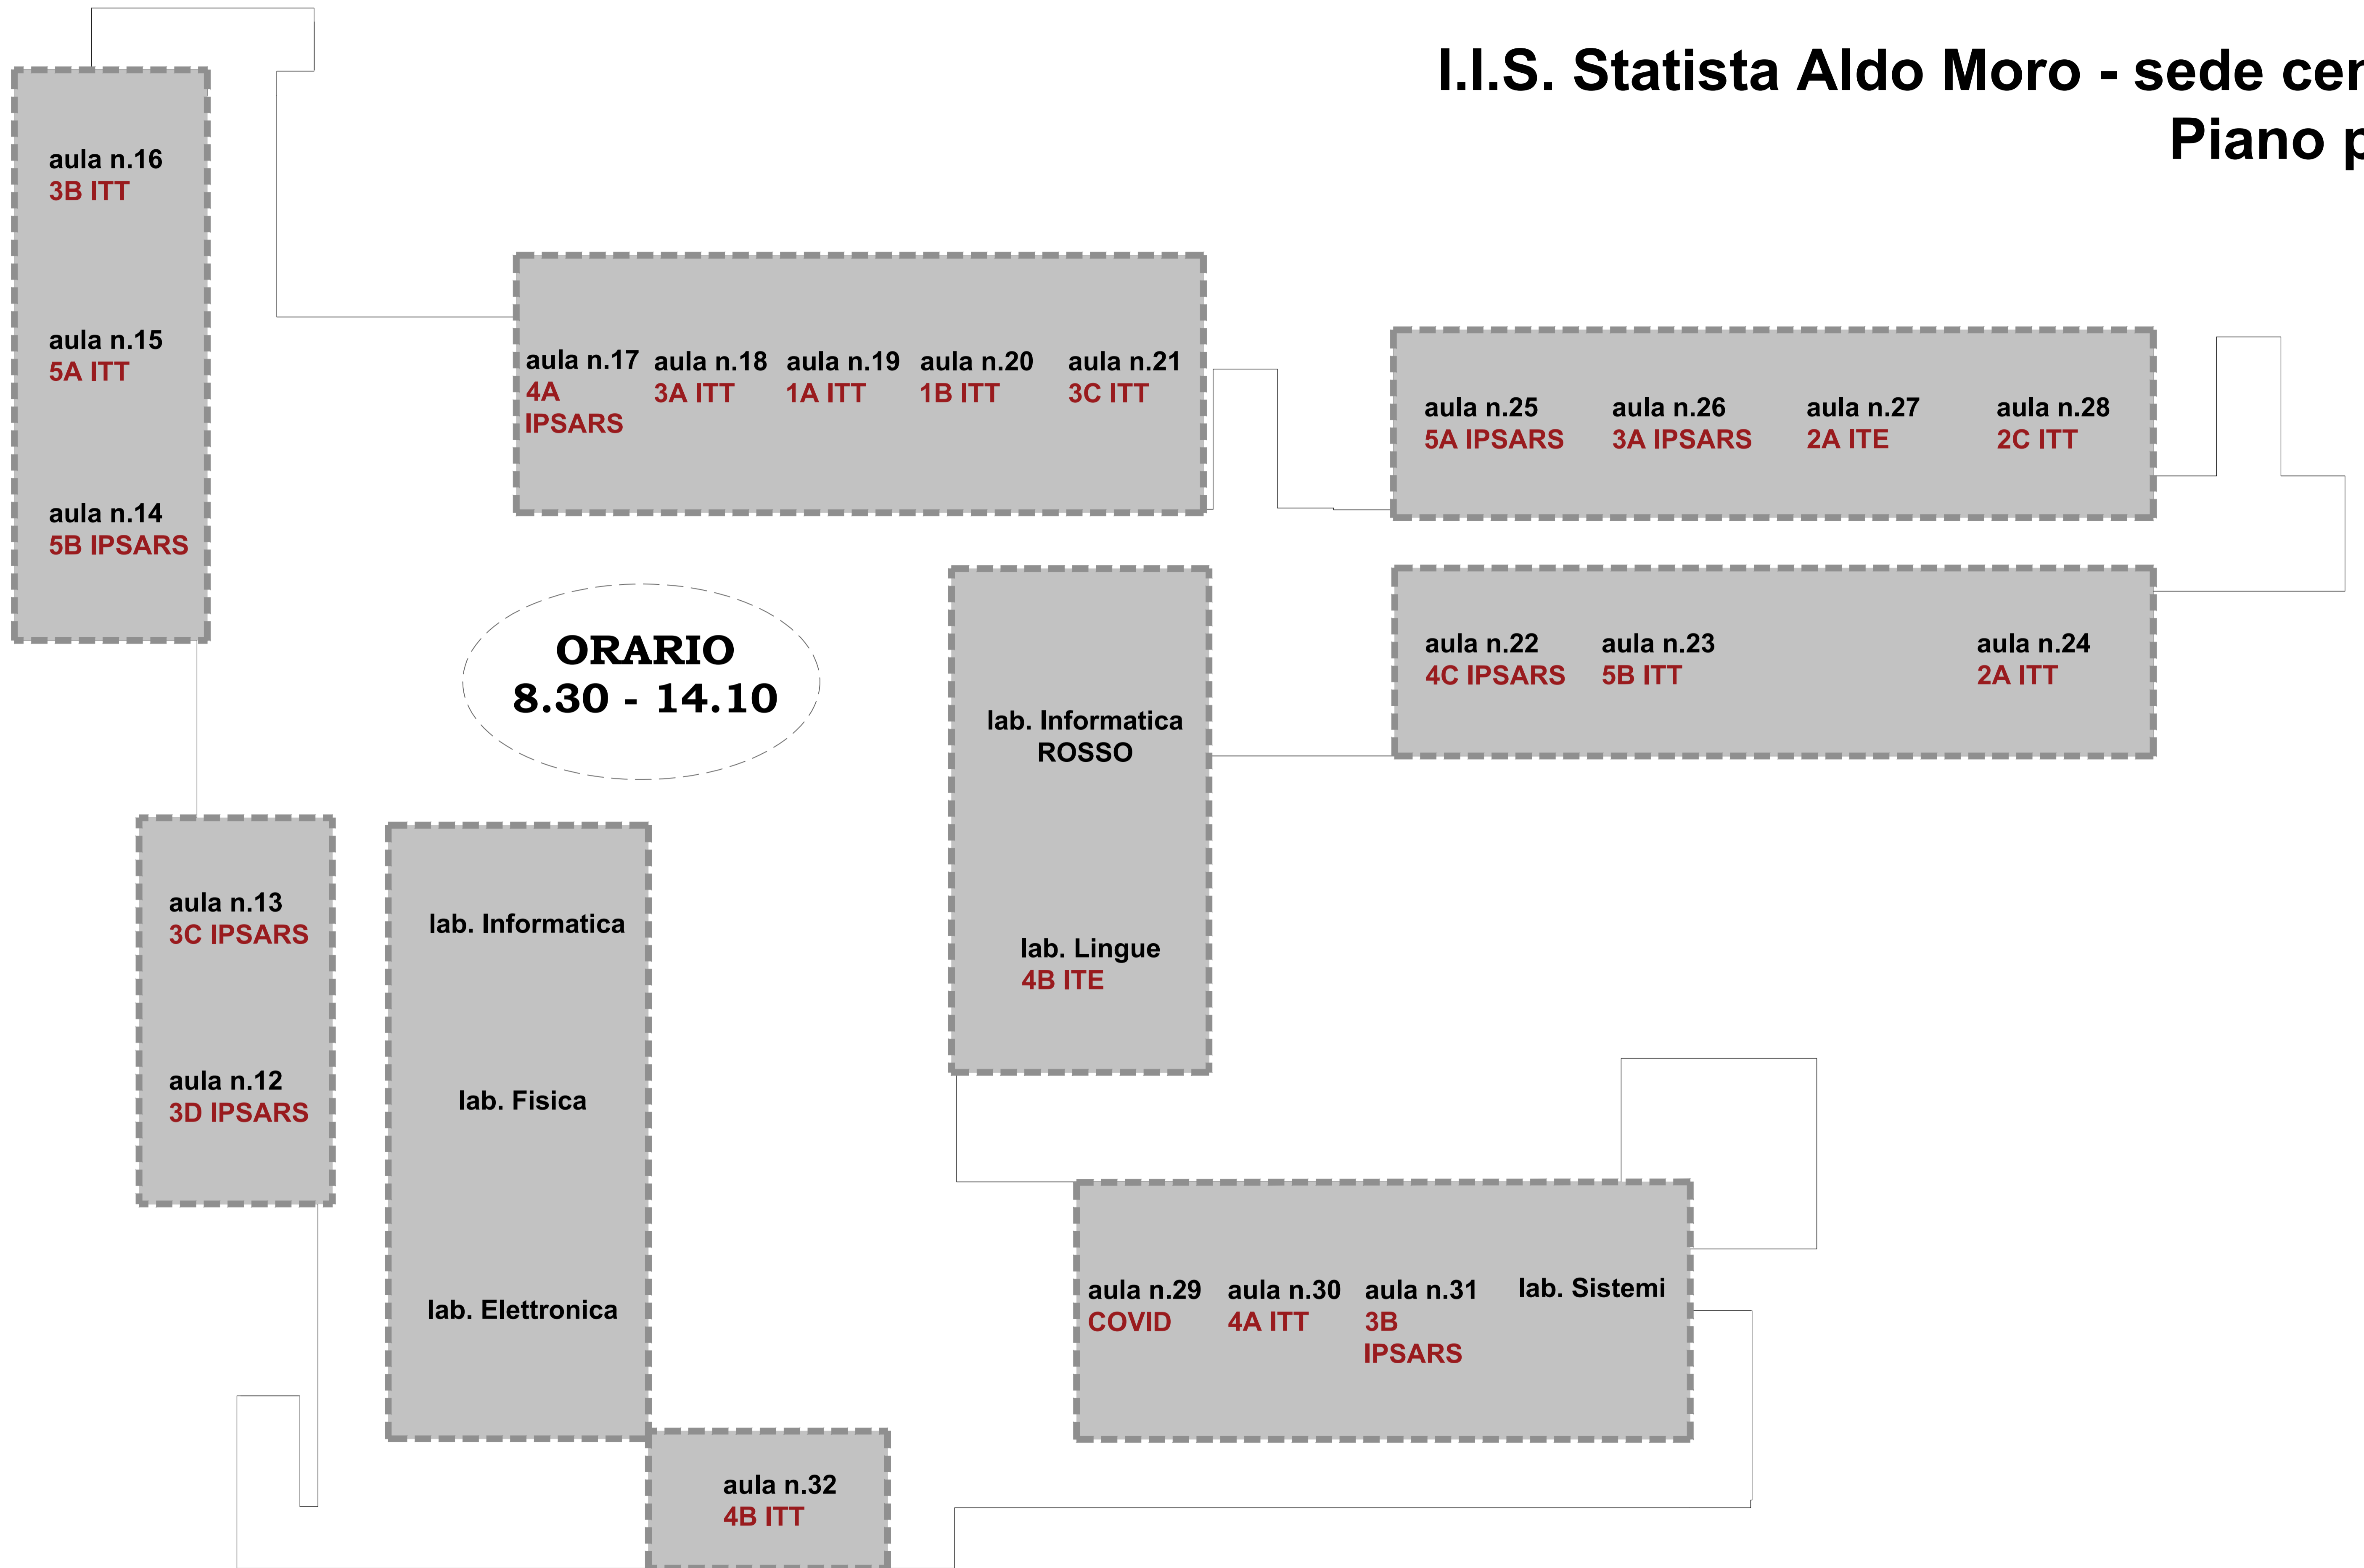 I.I.S. Statista Aldo Moro - sede
Piano
aula n.16
3B ITT
aula n.15
5A ITT
aula n.14
5B IPSARS
aula n.17
4A
IPSARS
aula n.18
3A ITT
aula n.19
1A ITT
aula n.20
1B ITT
aula n.21
3C ITT
aula n.25
5A IPSARS
aula n.26
3A IPSARS
aula n.27
2A ITE
aula n.28
2C ITT
ORARIO
8.30 - 14.10
lab. Informatica
ROSSO
lab. Lingue
4B ITE
aula n.22
4C IPSARS
aula n.23
5B ITT
aula n.24
2A ITT
aula n.13
3C IPSARS
aula n.12
3D IPSARS
lab. Informatica
lab. Fisica
lab. Elettronica
aula n.29
COVID
aula n.30
4A ITT
aula n.31
3B
IPSARS
lab. Sistemi
aula n.32
4B ITT